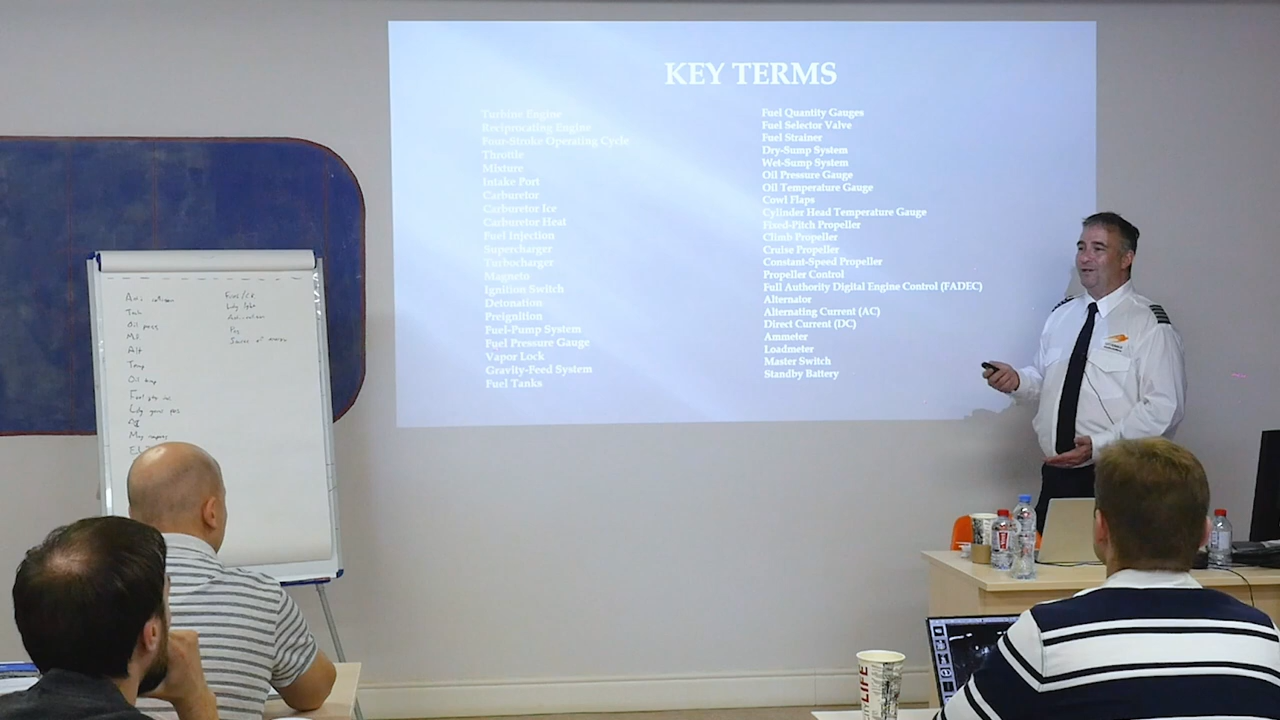 KEY TERMS
Turbine Engine
Reciprocating Engine
Four-Stroke Operating Cycle
Throttle
Mixture
Intake Port
Carburetor
Carburetor Ice
Carburetor Heat
Fuel Injection
Supercharger
Turbocharger
Magneto
Ignition Switch
Detonation
Preignition
Fuel-Pump System
Fuel Pressure Gauge
Vapor Lock
Gravity-Feed System
Fuel Tanks
Fuel Quantity Gauges
Fuel Selector Valve
Fuel Strainer
Dry-Sump System
Wet-Sump System
Oil Pressure Gauge
Oil Temperature Gauge
Cowl Flaps
Cylinder Head Temperature Gauge
Fixed-Pitch Propeller
Climb Propeller
Cruise Propeller
Constant-Speed Propeller
Propeller Control
Full Authority Digital Engine Control (FADEC)
Alternator
Alternating Current (AC)
Direct Current (DC)
Ammeter
Loadmeter
Master Switch
Standby Battery
Tach
Oil press
Alt
Temp
Oil temp
LIFE